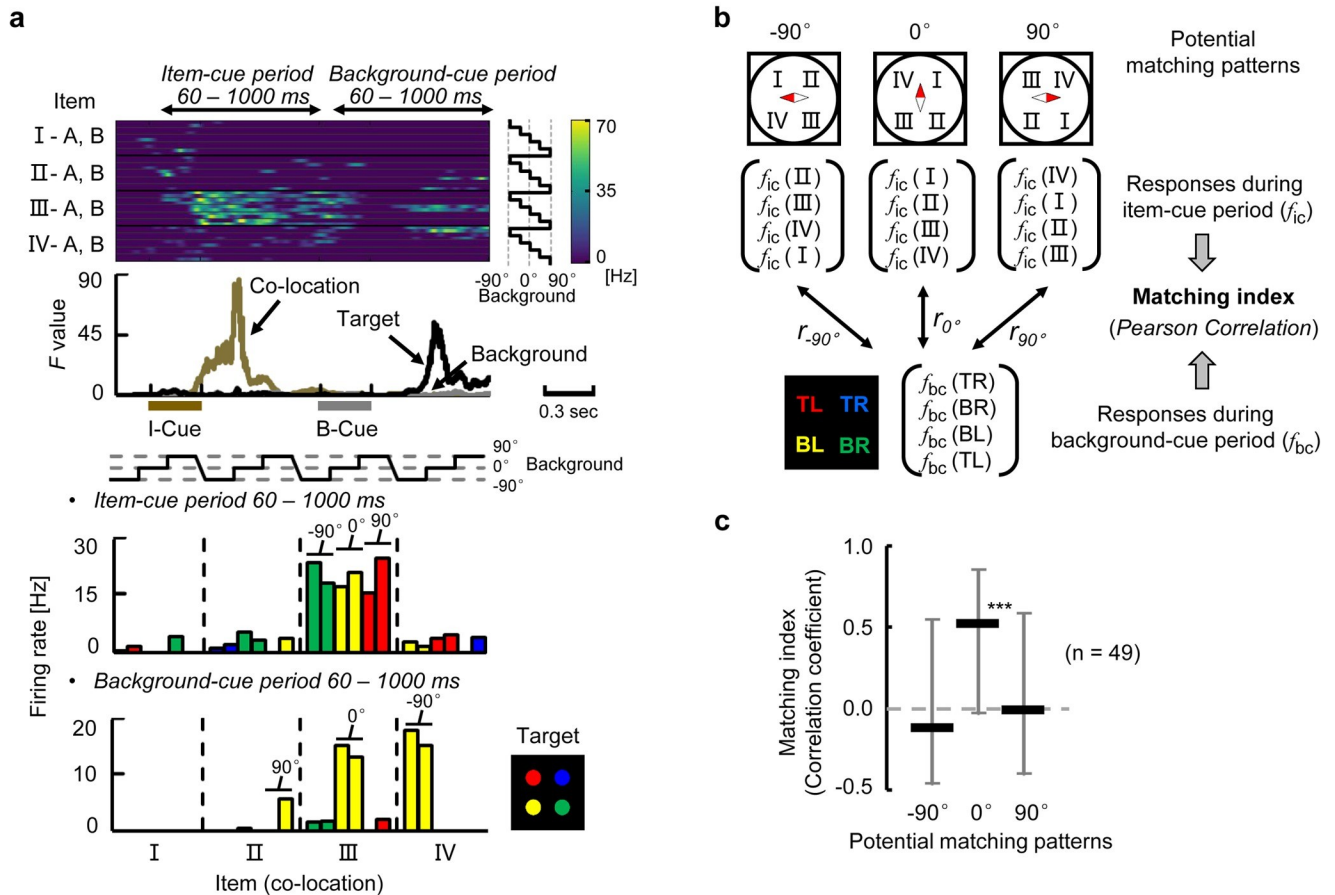 a
Item-cue period
60 – 1000 ms
Background-cue period
60 – 1000 ms
Item
I - A, B
II - A, B
III - A, B
IV - A, B
70
35
0
[Hz]
-90° 0° 90°
Background
90
45
0
F value
Co-location
Target
Background
I-Cue
B-Cue
0.3 sec
90°
0°
-90°
Background
• Item-cue period 60 – 1000 ms
30
15
0
-90°
0°
90°
Firing rate [Hz]
• Background-cue period 60 – 1000 ms
20
10
0
90°
0°
-90°
Target
I II III IV
Item (co-location)
b
-90° 0° 90°
Potential
matching patterns
I II
IV III
IV I
III II
III IV
II I
fic (II)
fic (III)
fic (IV)
fic (I)
fic (I)
fic (II)
fic (III)
fic (IV)
fic (IV)
fic (I)
fic (II)
fic (III)
Responses during
item-cue period (fic)
Matching index
(Pearson Correlation)
r-90°
r0°
r90°
TL TR
BL BR
fbc (TR)
fbc (BR)
fbc (BL)
fbc (TL)
Responses during
background-cue period (fbc)
c
1.0
0.5
0.0
-0.5
Matching index
(Correlation coefficient)
***
(n = 49)
-90° 0° 90°
Potential matching patterns